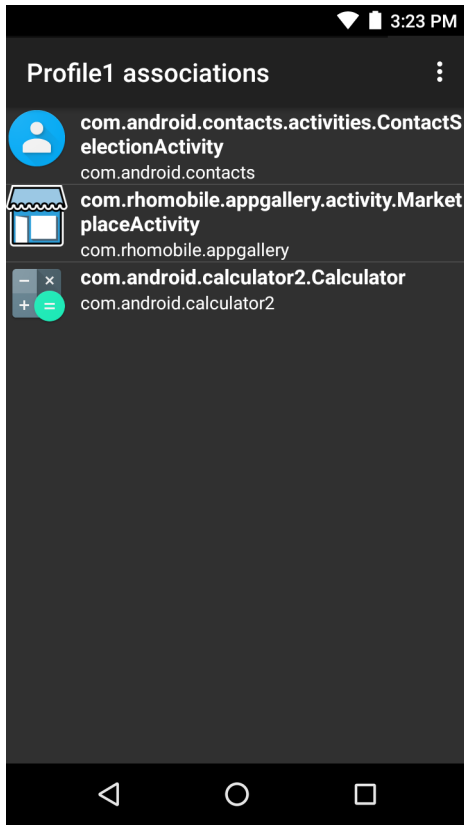 3:23 PM
Profile1 associations
com.android.contacts.activities.ContactS
electionActivity
com.android.contacts
com.rhomobile.appgallery.activity.Market
placeActivity
com.rhomobile.appgallery
com.android.calculator2.Calculator
com.android.calculator2